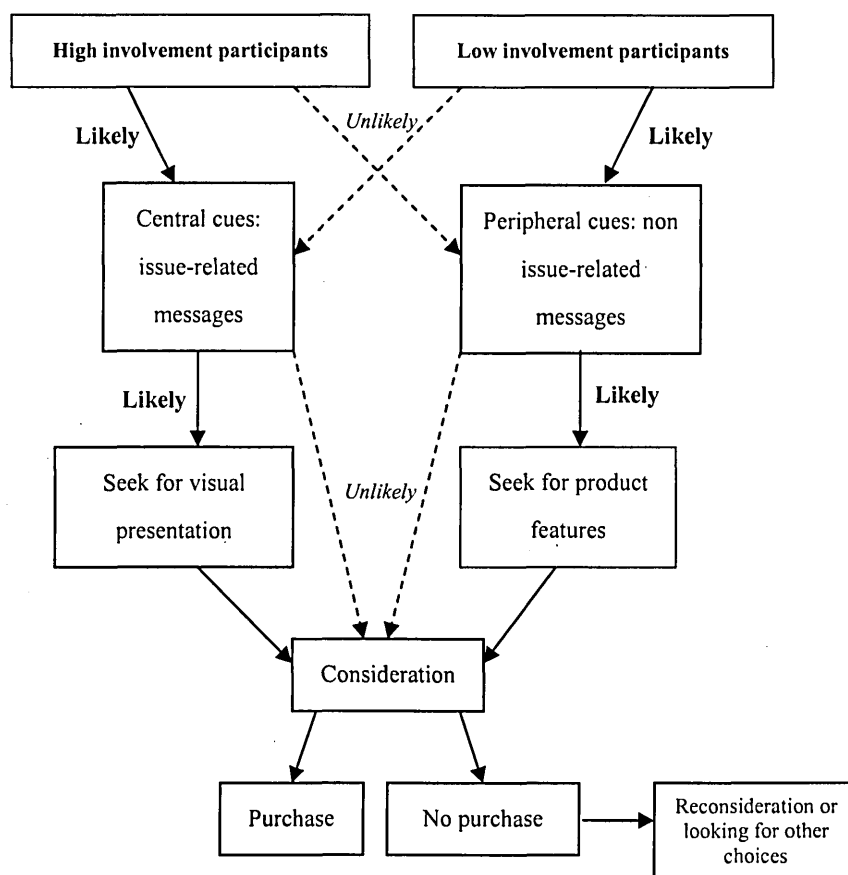 High involvement participants
Low involvement participants
Unlikely
Likely
Likely
Central cues:
issue-related
messages
Peripheral cues: non
issue-related
messages
Likely
Likely
Seek for visual
presentation
Unlikely
Seek for product
features
Consideration
Purchase
No purchase
Reconsideration or
looking for other
choices